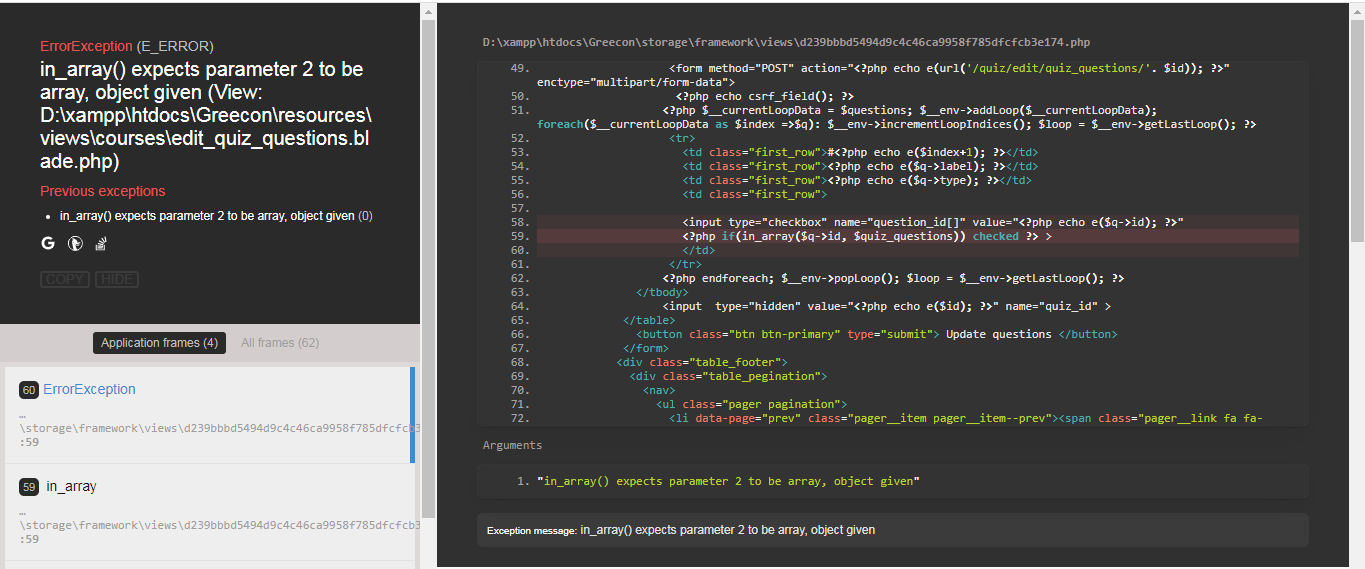 ErrorException (E_ERROR)
in_array() expects parameter 2 to be
array, object given (View:
D:\xampp\htdocs\Greecon\resources\
views\courses\edit_quiz_questions.bl
ade.php)
Previous exceptions
• in_array() expects parameter 2 to be array, object given (0)
COPY HIDE
Application frames (4) All frames (62)
60 ErrorException
…
\storage\framework\views\d239bbbd5494d9c4c46ca9958f785dfcfcb3
:59
59 in_array
…
\storage\framework\views\d239bbbd5494d9c4c46ca9958f785dfcfcb3
:59
D:\xampp\htdocs\Greecon\storage\framework\views\d239bbbd5494d9c4c46ca9958f785dfcfcb3e174.php
49. <form method="POST" action="<?php echo e(url('/quiz/edit/quiz_questions/'. $id)); ?>"
enctype="multipart/form-data">
50. <?php echo csrf_field(); ?>
51. <?php $__currentLoopData = $questions; $__env->addLoop($__currentLoopData);
foreach($__currentLoopData as $index =>$q): $__env->incrementLoopIndices(); $loop = $__env->getLastLoop(); ?>
52. <tr>
53. <td class="first_row">#<?php echo e($index+1); ?></td>
54. <td class="first_row"><?php echo e($q->label); ?></td>
55. <td class="first_row"><?php echo e($q->type); ?></td>
56. <td class="first_row">
57.
58. <input type="checkbox" name="question_id[]" value="<?php echo e($q->id); ?>"
59. <?php if(in_array($q->id, $quiz_questions)) checked ?> >
60. </td>
61. </tr>
62. <?php endforeach; $__env->popLoop(); $loop = $__env->getLastLoop(); ?>
63. </tbody>
64. <input  type="hidden" value="<?php echo e($id); ?>" name="quiz_id" >
65. </table>
66. <button class="btn btn-primary" type="submit"> Update questions </button>
67. </form>
68. <div class="table_footer">
69. <div class="table_pegination">
70. <nav>
71. <ul class="pager pagination">
72. <li data-page="prev" class="pager__item pager__item--prev"><span class="pager__link fa fa-
Arguments
1. "in_array() expects parameter 2 to be array, object given"
Exception message: in_array() expects parameter 2 to be array, object given